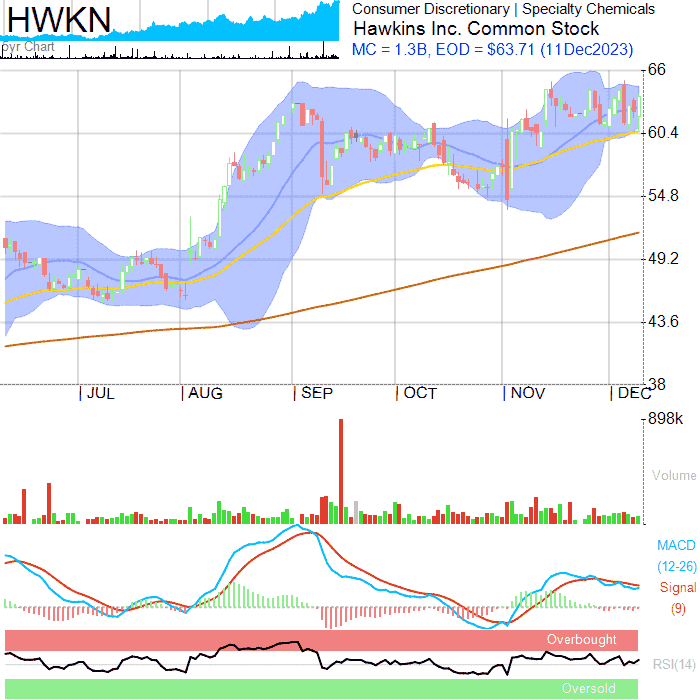 HWKN
Consumer Discretionary | Specialty Chemicals
Hawkins Inc. Common Stock
MC = 1.3B, EOD = $63.71 (11Dec2023)
5yr Chart
66
60.4
54.8
49.2
43.6
38
| JUL | AUG | SEP | OCT | NOV | DEC
898k
Volume
MACD
(12-26)
Signal
(9)
Overbought
RSI(14)
Oversold